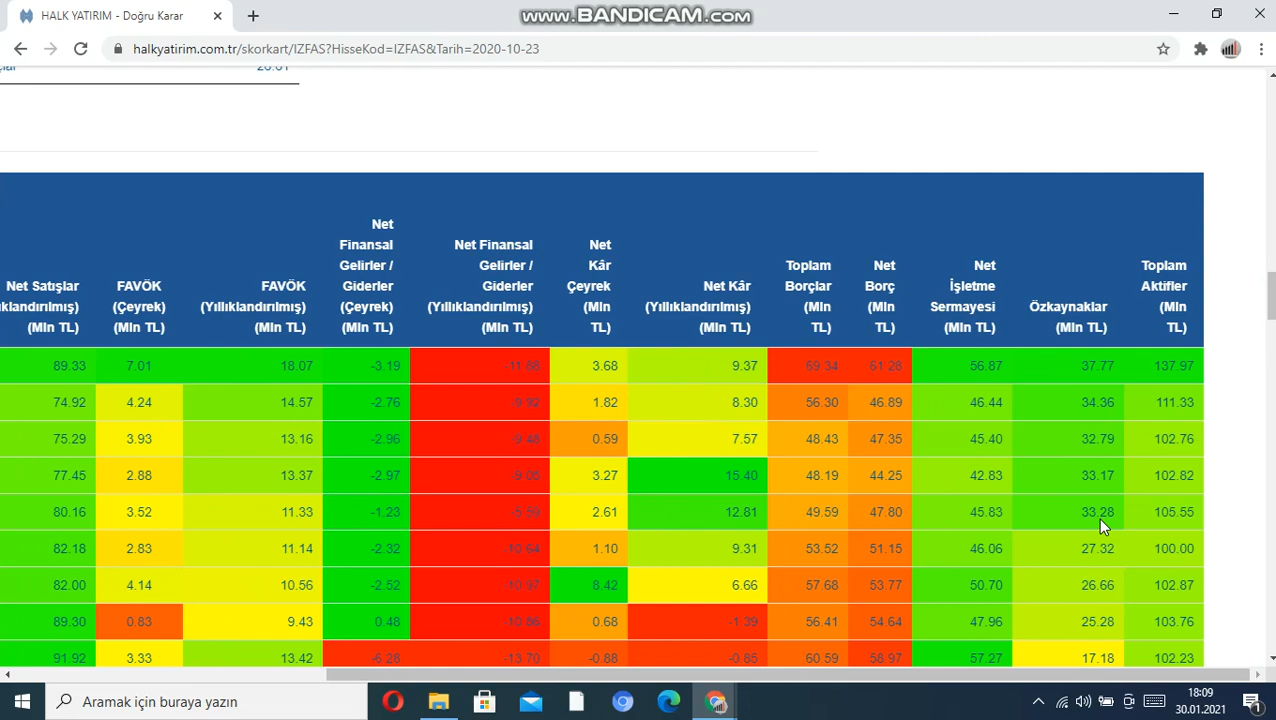 HALK YATIRIM - Doğru Karar
www.BANDICAM.com
halkyatirim.com.tr/skorkart/IZFAS?HisseKod=IZFAS&Tarih=2020-10-23
Net Satışlar
(Mln TL)
FAVÖK
(Çeyrek)
(Mln TL)
FAVÖK
(Yıllıklandırılmış)
(Mln TL)
Net
Finansal
Gelirler /
Giderler
(Çeyrek)
(Mln TL)
Net Finansal
Gelirler /
Giderler
(Yıllıklandırılmış)
(Mln TL)
Net
Kâr
Çeyrek
(Mln
TL)
Net Kâr
(Yıllıklandırılmış)
(Mln TL)
Toplam
Borçlar
(Mln
TL)
Net
Borç
(Mln
TL)
Net
İşletme
Sermayesi
(Mln TL)
Özkaynaklar
(Mln TL)
Toplam
Aktifler
(Mln
TL)
89.33 7.01 18.07 -3.19 3.68 9.37 69.34 61.28 56.87 37.77 137.97
74.92 4.24 14.57 -2.76 -9.92 1.82 8.30 56.30 46.89 46.44 34.36 111.33
75.29 3.93 13.16 -2.96 -9.48 0.59 7.57 48.43 47.35 45.40 32.79 102.76
77.45 2.88 13.37 -2.97 3.27 15.40 48.19 44.25 42.83 33.17 102.82
80.16 3.52 11.33 -1.23 -5.59 2.61 12.81 49.59 47.80 45.83 33.28 105.55
82.18 2.83 11.14 -2.32 -10.64 1.10 9.31 53.52 51.15 46.06 27.32 100.00
82.00 4.14 10.56 -2.52 -10.97 8.42 6.66 57.68 53.77 50.70 26.66 102.87
89.30 0.83 9.43 0.48 -10.86 0.68 -1.39 56.41 54.64 47.96 25.28 103.76
91.92 3.33 13.42 -6.28 -13.70 -0.88 -0.85 60.59 58.97 57.27 17.18 102.23
Aramak için buraya yazın
18:09
30.01.2021
1